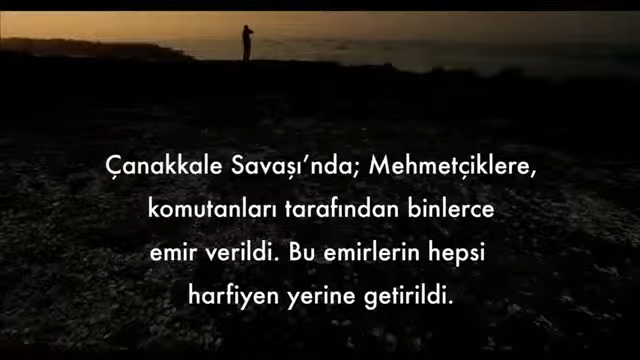 Çanakkale Savaşı’nda; Mehmetçiklere,
komutanları tarafından binlerce
emir verildi. Bu emirlerin hepsi
harfiyen yerine getirildi.